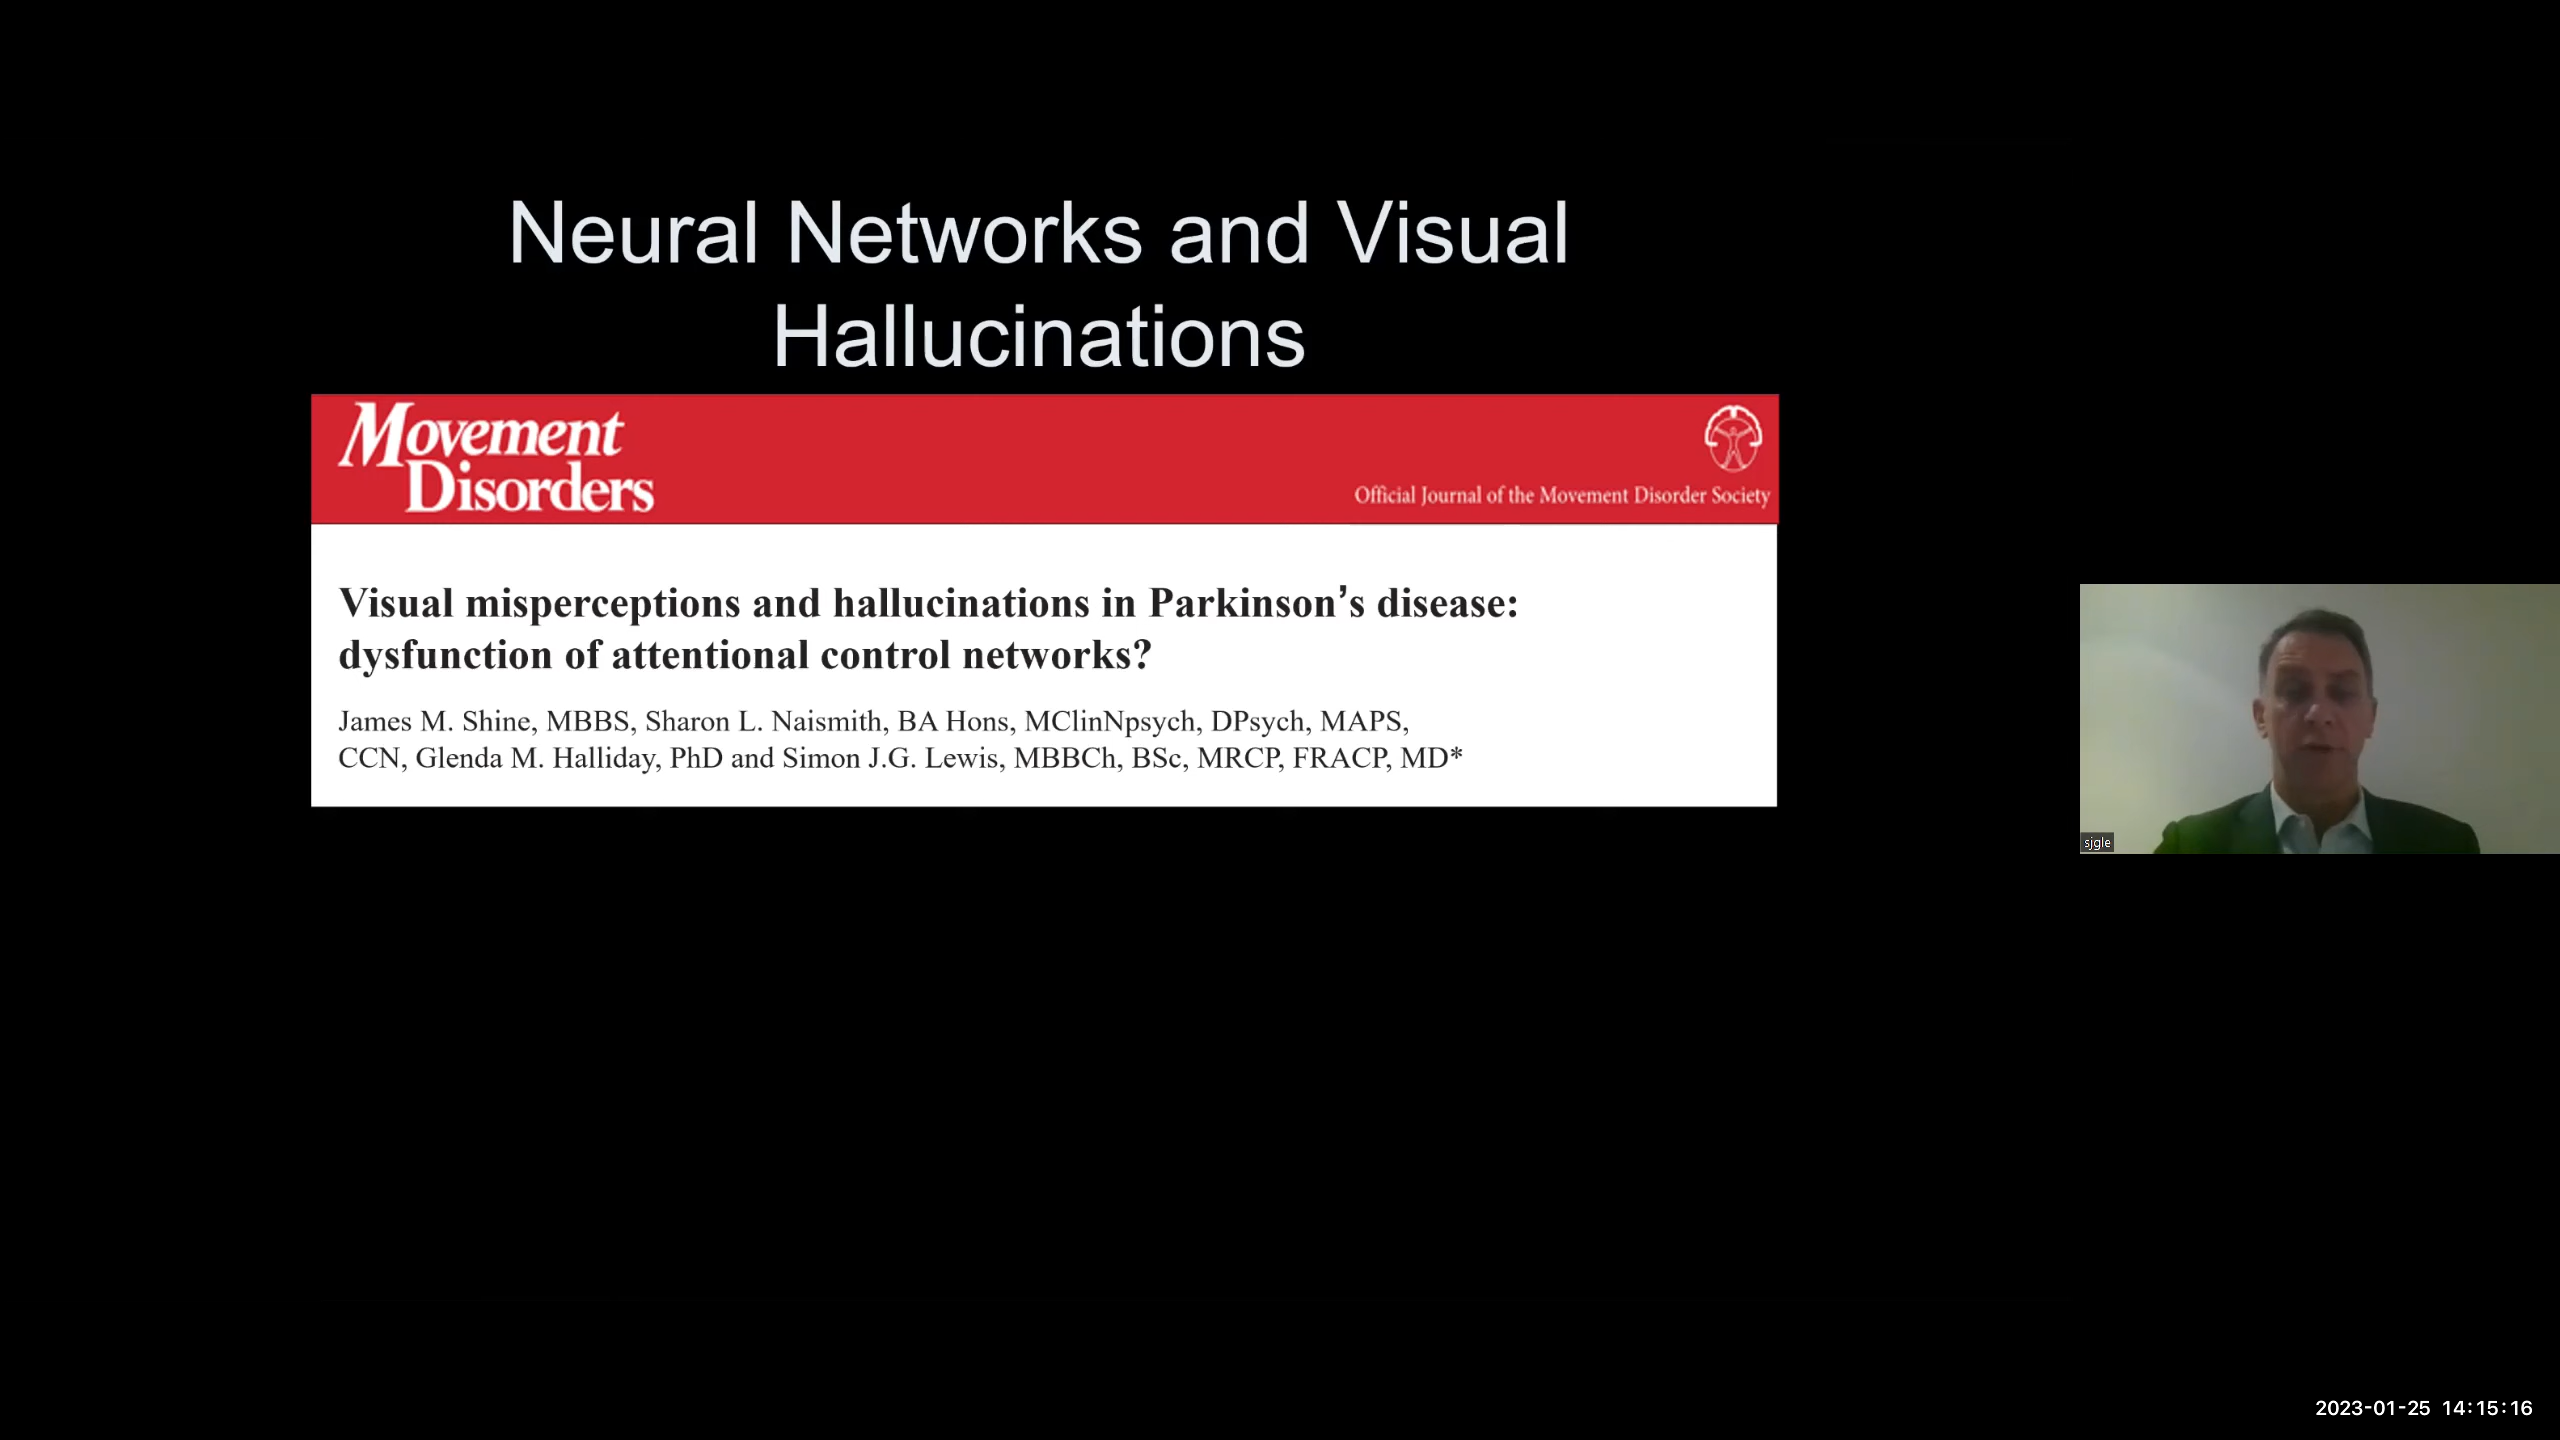 Neural Networks and Visual
Hallucinations
Movement
Disorders
Official Journal of the Movement Disorder Society
Visual misperceptions and hallucinations in Parkinson’s disease:
dysfunction of attentional control networks?
James M. Shine, MBBS, Sharon L. Naismith, BA Hons, MClinNpsych, DPsych, MAPS,
CCN, Glenda M. Halliday, PhD and Simon J.G. Lewis, MBBCh, BSc, MRCP, FRACP, MD*
sjgle
2023-01-25 14:15:16